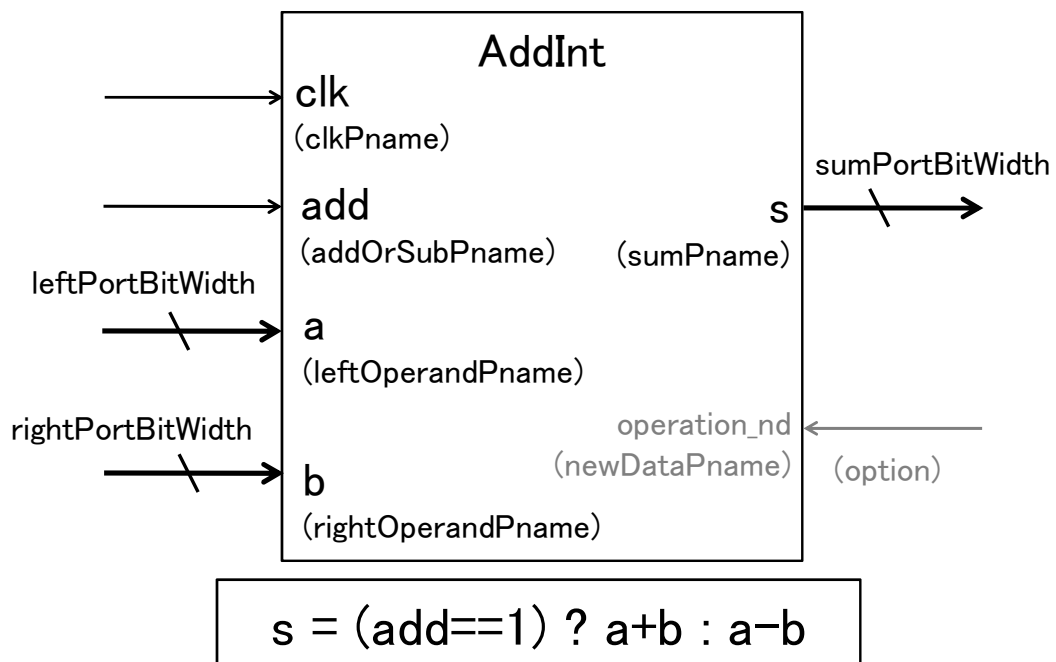 AddInt
clk
(clkPname)
add
(addOrSubPname)
leftPortBitWidth
a
(leftOperandPname)
rightPortBitWidth
b
(rightOperandPname)
sumPortBitWidth
s
(sumPname)
operation_nd
(newDataPname)
(option)
s = (add==1) ? a+b : a-b